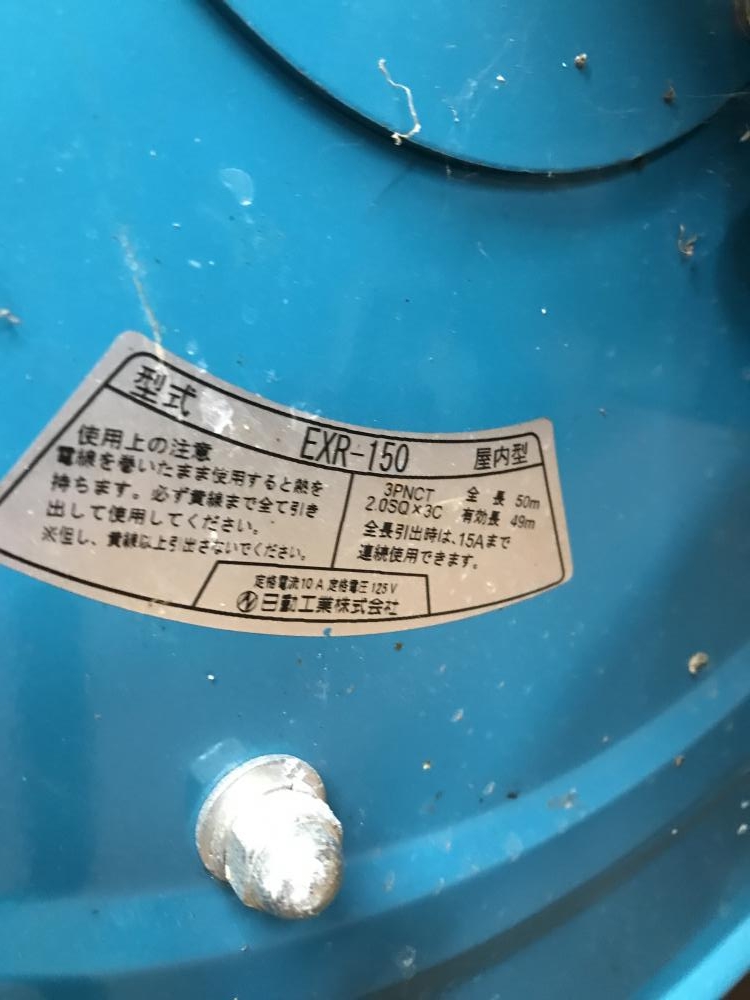 型式 EXR-150 屋内型
使用上の注意
電線を巻いたまま使用すると熱を
持ちます。必ず黄線まで全て引き
出して使用してください。
※但し、黄線以上引出さないでください。
3PNCT 全長 50m
2.0SQ×3C 有効長 49m
全長引出時は、15Aまで
連続使用できます。
定格電流10A 定格電圧125V
日動工業株式会社